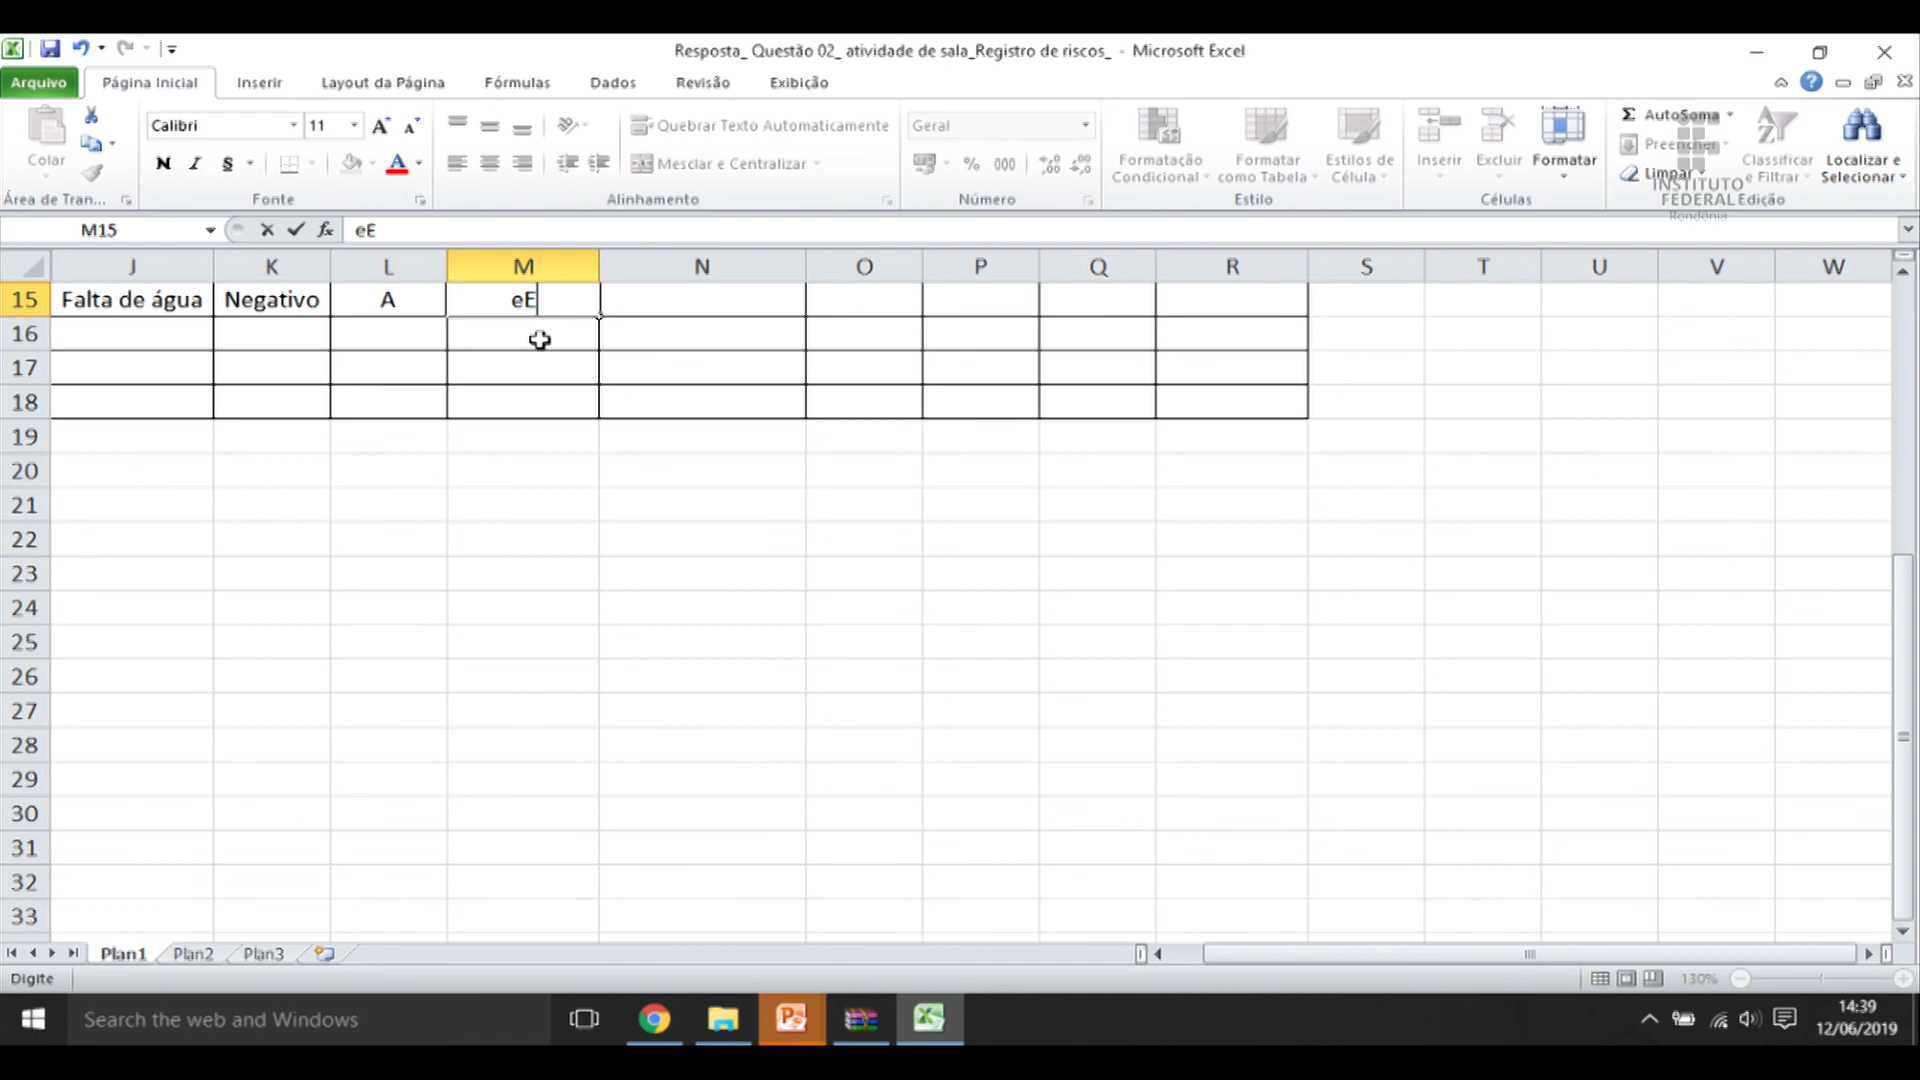 Resposta_ Questão 02_ atividade de sala_Registro de riscos_ - Microsoft Excel
Arquivo Página Inicial Inserir Layout da Página Fórmulas Dados Revisão Exibição
Calibri 11 Quebrar Texto Automaticamente Geral AutoSoma
Colar N I S A Mesclar e Centralizar % 000 Formatação Condicional Formatar como Tabela Estilos de Célula Inserir Excluir Formatar Preencher Limpar Classificar e Filtrar Localizar e Selecionar
INSTITUTO
FEDERAL
Rondônia
Área de Tran... Fonte Alinhamento Número Estilo Células Edição
M15 fx eE
J K L M N O P Q R S T U V W
15 Falta de água Negativo A eE
16
17
18
19
20
21
22
23
24
25
26
27
28
29
30
31
32
33
Plan1 Plan2 Plan3
Digite 130%
Search the web and Windows 14:39
12/06/2019